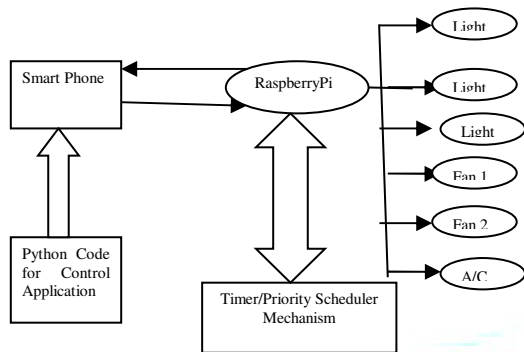 Smart Phone
RaspberryPi
Light
Light
Light
Fan 1
Fan 2
A/C
Python Code
for Control
Application
Timer/Priority Scheduler
Mechanism